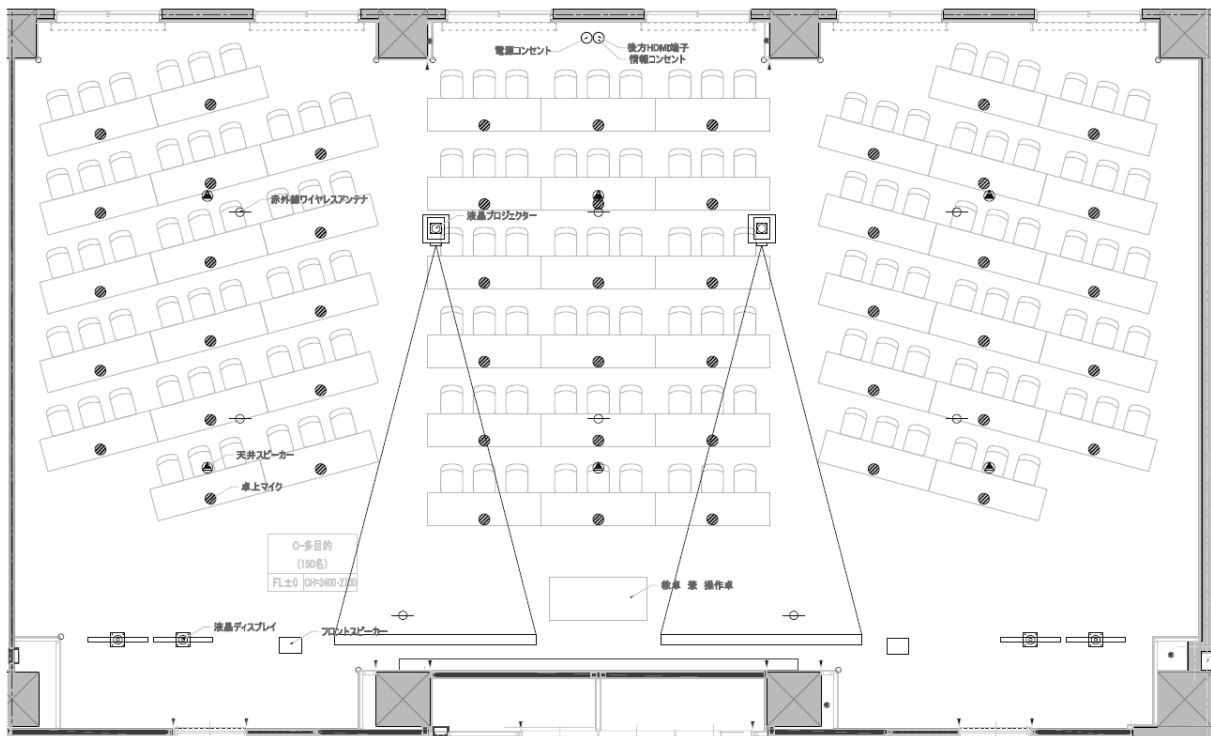 電源コンセント
後方HDMI端子
情報コンセント
赤外線ワイヤレスアンテナ
液晶プロジェクター
天井スピーカー
卓上マイク
C-多目的
(150名)
FL±0 CH=3400-2700
教卓 兼 操作卓
液晶ディスプレイ
フロントスピーカー